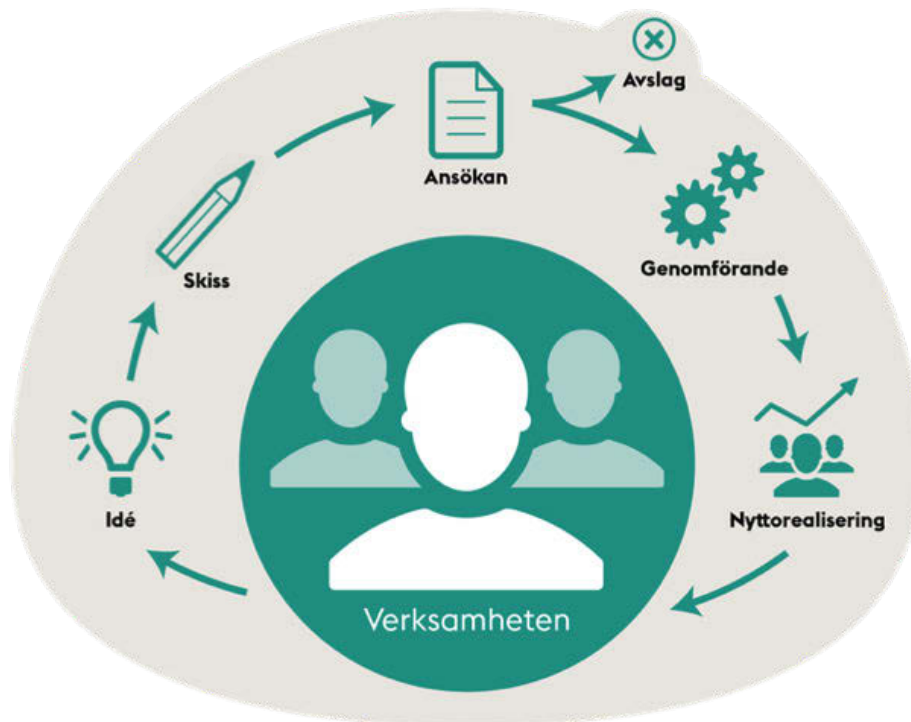 Avslag
Ansökan
Skiss
Genomförande
Idé
Nyttorealisering
Verksamheten